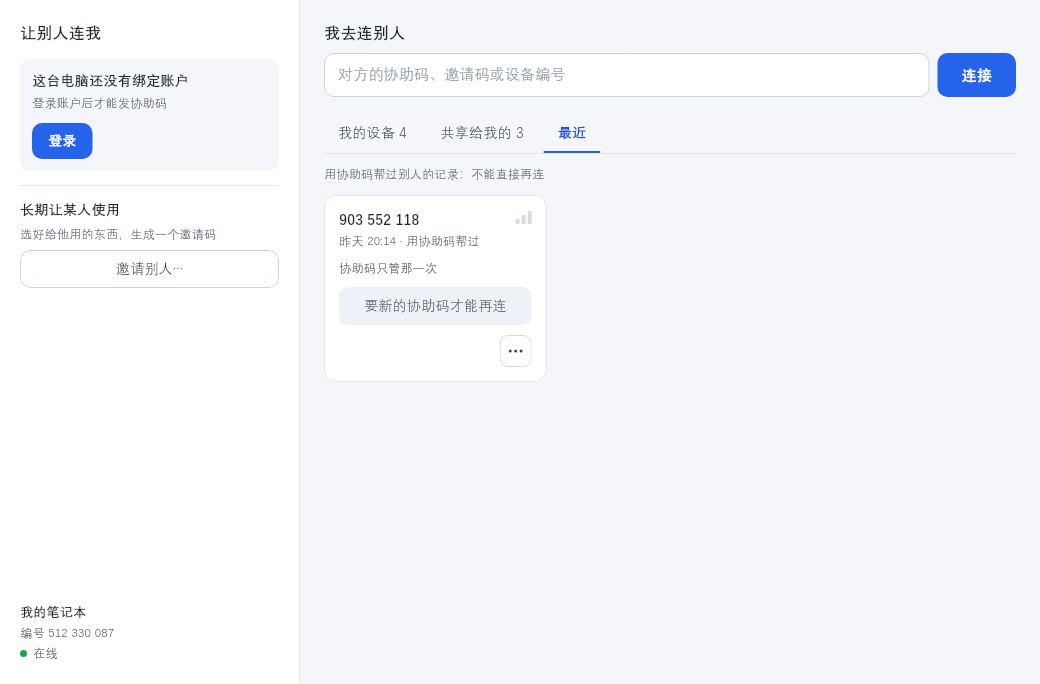 让别人连我
这台电脑还没有绑定账户
登录账户后才能发协助码
登录
长期让某人使用
选好给他用的东西，生成一个邀请码
邀请别人…
我的笔记本
编号 512 330 087
在线
我去连别人
对方的协助码、邀请码或设备编号
连接
我的设备 4
共享给我的 3
最近
用协助码帮过别人的记录：不能直接再连
903 552 118
昨天 20:14 · 用协助码帮过
协助码只管那一次
要新的协助码才能再连